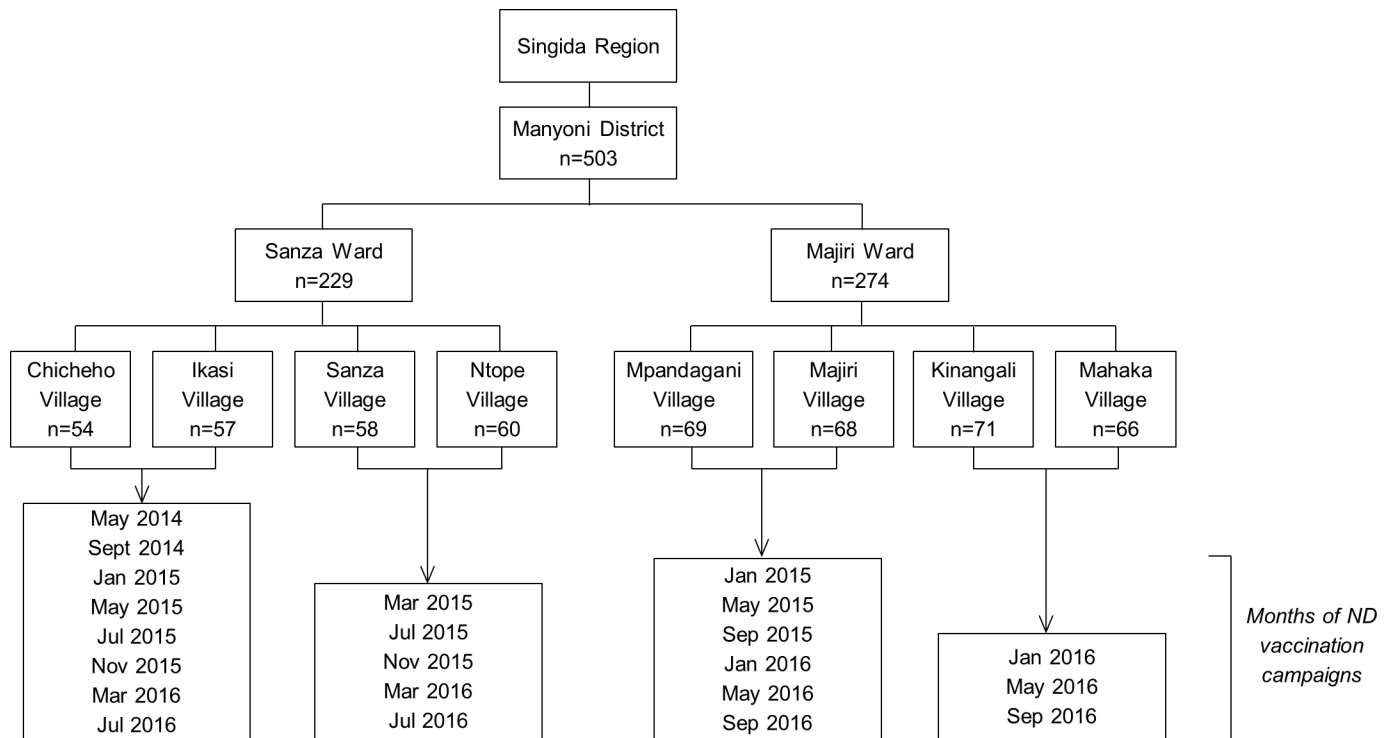 Singida Region
Manyoni District
n=503
Sanza Ward
n=229
Majiri Ward
n=274
Chicheho
Village
n=54
Ikasi
Village
n=57
Sanza
Village
n=58
Ntope
Village
n=60
Mpandagani
Village
n=69
Majiri
Village
n=68
Kinangali
Village
n=71
Mahaka
Village
n=66
May 2014
Sept 2014
Jan 2015
May 2015
Jul 2015
Nov 2015
Mar 2016
Jul 2016
Mar 2015
Jul 2015
Nov 2015
Mar 2016
Jul 2016
Jan 2015
May 2015
Sep 2015
Jan 2016
May 2016
Sep 2016
Jan 2016
May 2016
Sep 2016
Months of ND
vaccination
campaigns